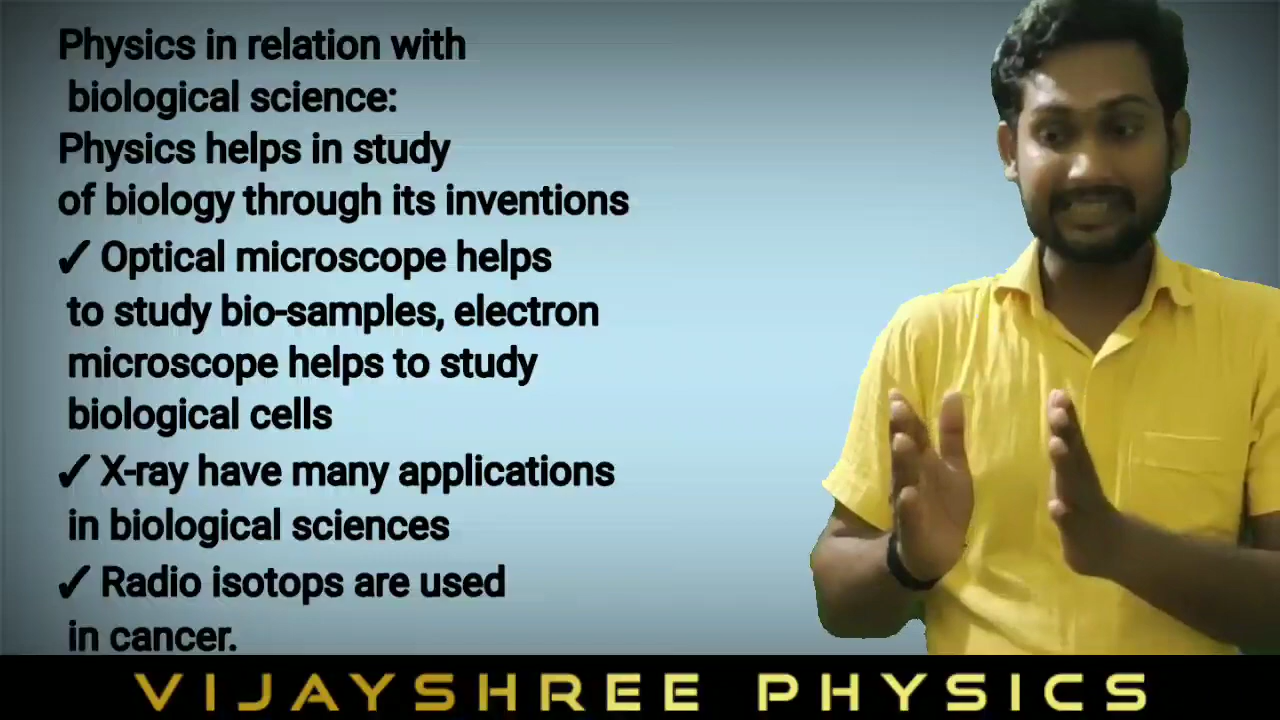 Physics in relation with
biological science:
Physics helps in study
of biology through its inventions
✓ Optical microscope helps
to study bio-samples, electron
microscope helps to study
biological cells
✓ X-ray have many applications
in biological sciences
✓ Radio isotops are used
in cancer.
VIJAYSHREE PHYSICS